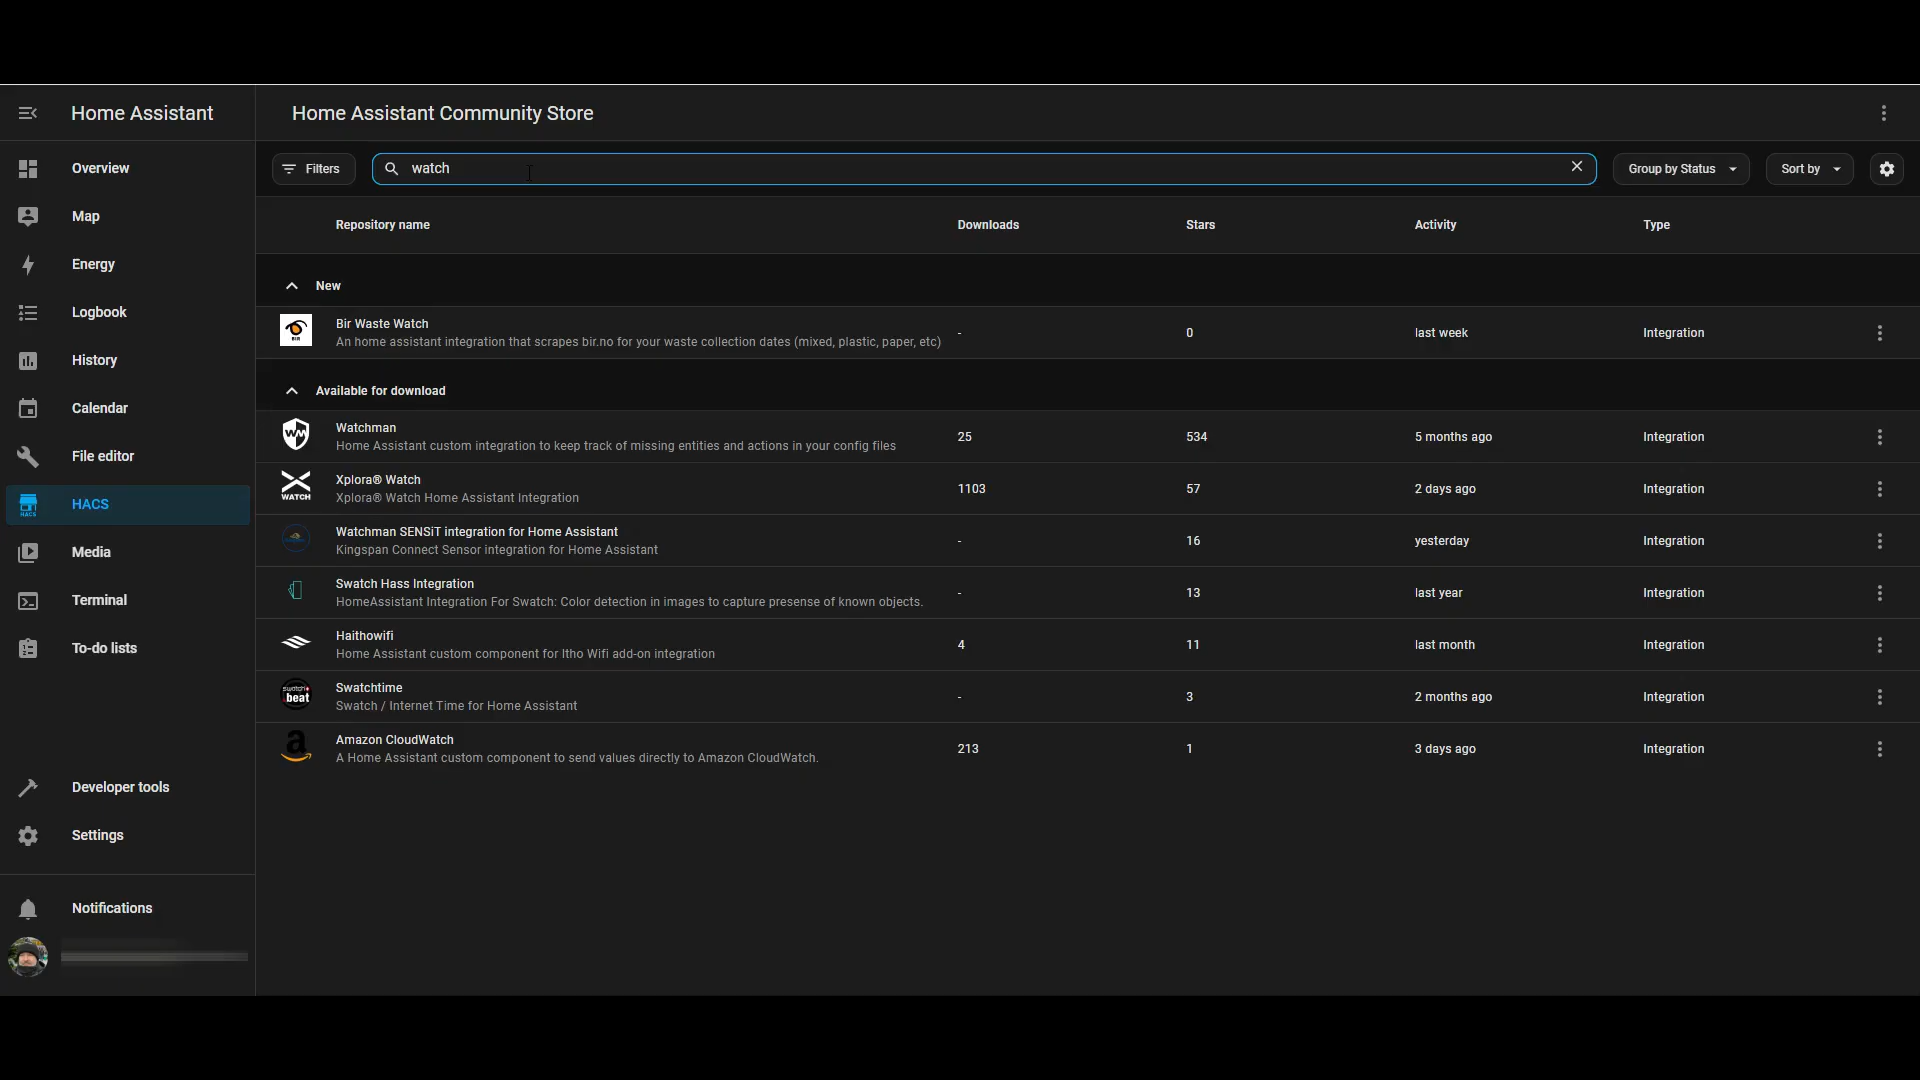 Home Assistant
Home Assistant Community Store
Overview
Map
Energy
Logbook
History
Calendar
File editor
HACS
HACS
Media
Terminal
To-do lists
Developer tools
Settings
Notifications
Filters
watch
Group by Status
Sort by
Repository name Downloads Stars Activity Type
New
BIR
Bir Waste Watch
An home assistant integration that scrapes bir.no for your waste collection dates (mixed, plastic, paper, etc)
- 0 last week Integration
Available for download
WM
Watchman
Home Assistant custom integration to keep track of missing entities and actions in your config files
25 534 5 months ago Integration
WATCH
Xplora® Watch
Xplora® Watch Home Assistant Integration
1103 57 2 days ago Integration
Watchman SENSiT integration for Home Assistant
Kingspan Connect Sensor integration for Home Assistant
- 16 yesterday Integration
Swatch Hass Integration
HomeAssistant Integration For Swatch: Color detection in images to capture presense of known objects.
- 13 last year Integration
Haithowifi
Home Assistant custom component for Itho Wifi add-on integration
4 11 last month Integration
swatch
beat
Swatchtime
Swatch / Internet Time for Home Assistant
- 3 2 months ago Integration
a
Amazon CloudWatch
A Home Assistant custom component to send values directly to Amazon CloudWatch.
213 1 3 days ago Integration